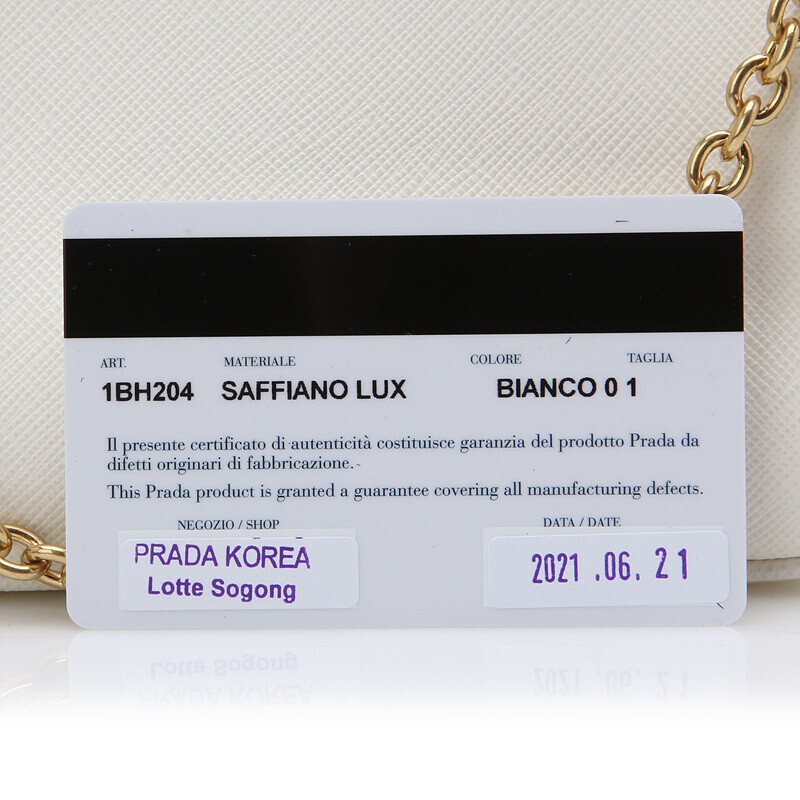 ART. MATERIALE COLORE TAGLIA
1BH204 SAFFIANO LUX BIANCO 0 1
Il presente certificato di autenticità costituisce garanzia del prodotto Prada da
difetti originari di fabbricazione.
This Prada product is granted a guarantee covering all manufacturing defects.
NEGOZIO / SHOP DATA / DATE
PRADA KOREA 2021 .06. 21
Lotte Sogong